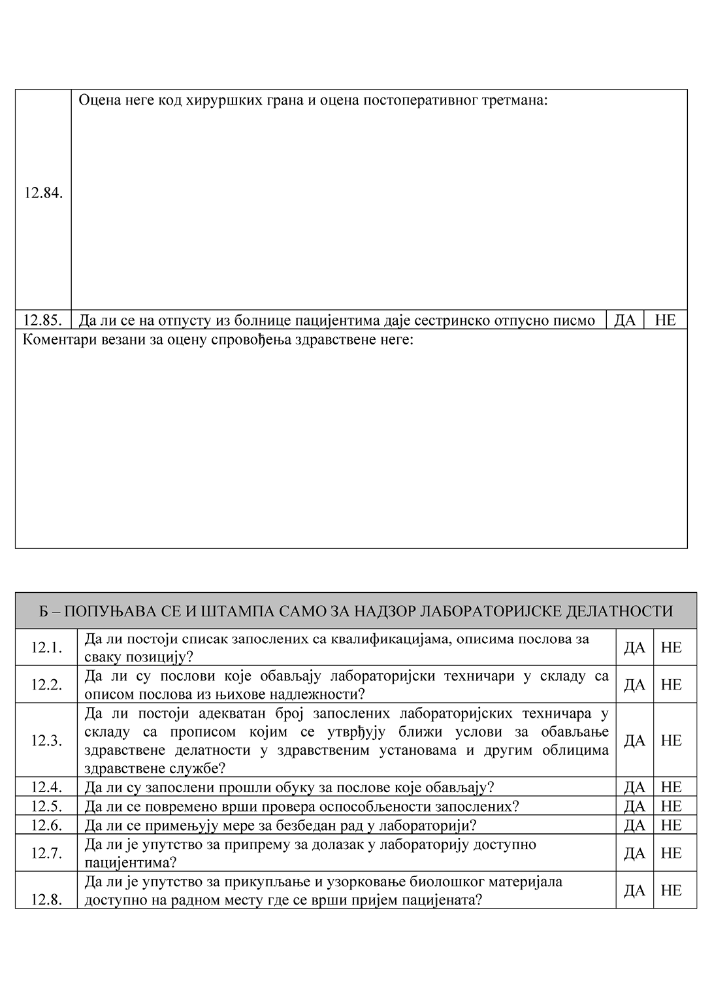 Оцена неге код хируршких грана и оцена постоперативног третмана:
12.84.
12.85. Да ли се на отпусту из болнице пацијентима даје сестринско отпусно писмо ДА НЕ
Коментари везани за оцену спровођења здравствене неге:
Б – ПОПУЊАВА СЕ И ШТАМПА САМО ЗА НАДЗОР ЛАБОРАТОРИЈСКЕ ДЕЛАТНОСТИ
12.1. Да ли постоји списак запослених са квалификацијама, описима послова за
сваку позицију? ДА НЕ
12.2. Да ли су послови које обављају лабораторијски техничари у складу са
описом послова из њихове надлежности? ДА НЕ
12.3. Да ли постоји адекватан број запослених лабораторијских техничара у
складу са прописом којим се утврђују ближи услови за обављање
здравствене делатности у здравственим установама и другим облицима
здравствене службе? ДА НЕ
12.4. Да ли су запослени прошли обуку за послове које обављају? ДА НЕ
12.5. Да ли се повремено врши провера оспособљености запослених? ДА НЕ
12.6. Да ли се примењују мере за безбедан рад у лабораторији? ДА НЕ
12.7. Да ли је упутство за припрему за долазак у лабораторију доступно
пацијентима? ДА НЕ
12.8. Да ли је упутство за прикупљање и узорковање биолошког материјала
доступно на радном месту где се врши пријем пацијената? ДА НЕ